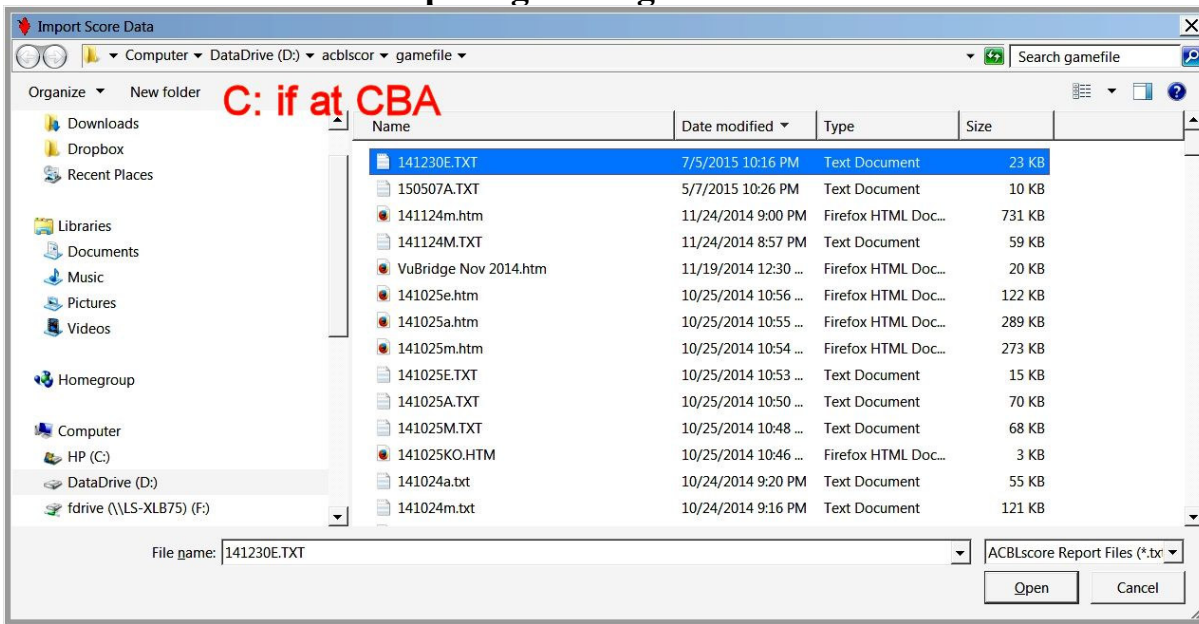 Import Score Data
Computer DataDrive (D:) acblscor gamefile Search gamefile
Organize New folder C: if at CBA
Downloads
Dropbox
Recent Places
Libraries
Documents
Music
Pictures
Videos
Homegroup
Computer
HP (C:)
DataDrive (D:)
fdrive (\\LS-XLB75) (F:)
Name Date modified Type Size
141230E.TXT 7/5/2015 10:16 PM Text Document 23 KB
150507A.TXT 5/7/2015 10:26 PM Text Document 10 KB
141124m.htm 11/24/2014 9:00 PM Firefox HTML Doc... 731 KB
141124M.TXT 11/24/2014 8:57 PM Text Document 59 KB
VuBridge Nov 2014.htm 11/19/2014 12:30 ... Firefox HTML Doc... 20 KB
141025e.htm 10/25/2014 10:56 ... Firefox HTML Doc... 122 KB
141025a.htm 10/25/2014 10:55 ... Firefox HTML Doc... 289 KB
141025m.htm 10/25/2014 10:54 ... Firefox HTML Doc... 273 KB
141025E.TXT 10/25/2014 10:53 ... Text Document 15 KB
141025A.TXT 10/25/2014 10:50 ... Text Document 70 KB
141025M.TXT 10/25/2014 10:48 ... Text Document 68 KB
141025KO.HTM 10/25/2014 10:46 ... Firefox HTML Doc... 3 KB
141024a.txt 10/24/2014 9:20 PM Text Document 55 KB
141024m.txt 10/24/2014 9:16 PM Text Document 121 KB
File name: 141230E.TXT ACBLscore Report Files (*.txt
Open Cancel